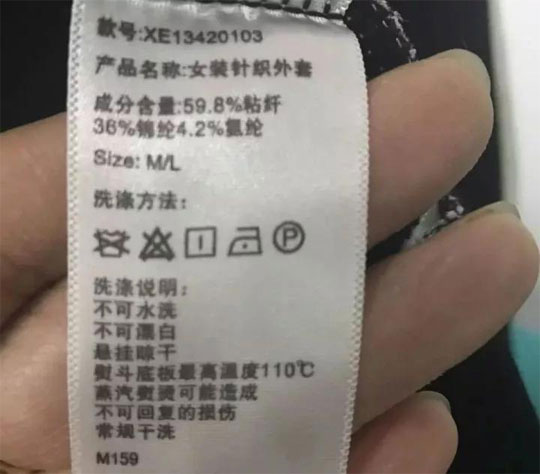 款号:XE13420103
产品名称:女装针织外套
成分含量:59.8%粘纤
36%锦纶4.2%氨纶
Size: M/L
洗涤方法:
P
洗涤说明:
不可水洗
不可漂白
悬挂晾干
熨斗底板最高温度110℃
蒸汽熨烫可能造成
不可回复的损伤
常规干洗
M159